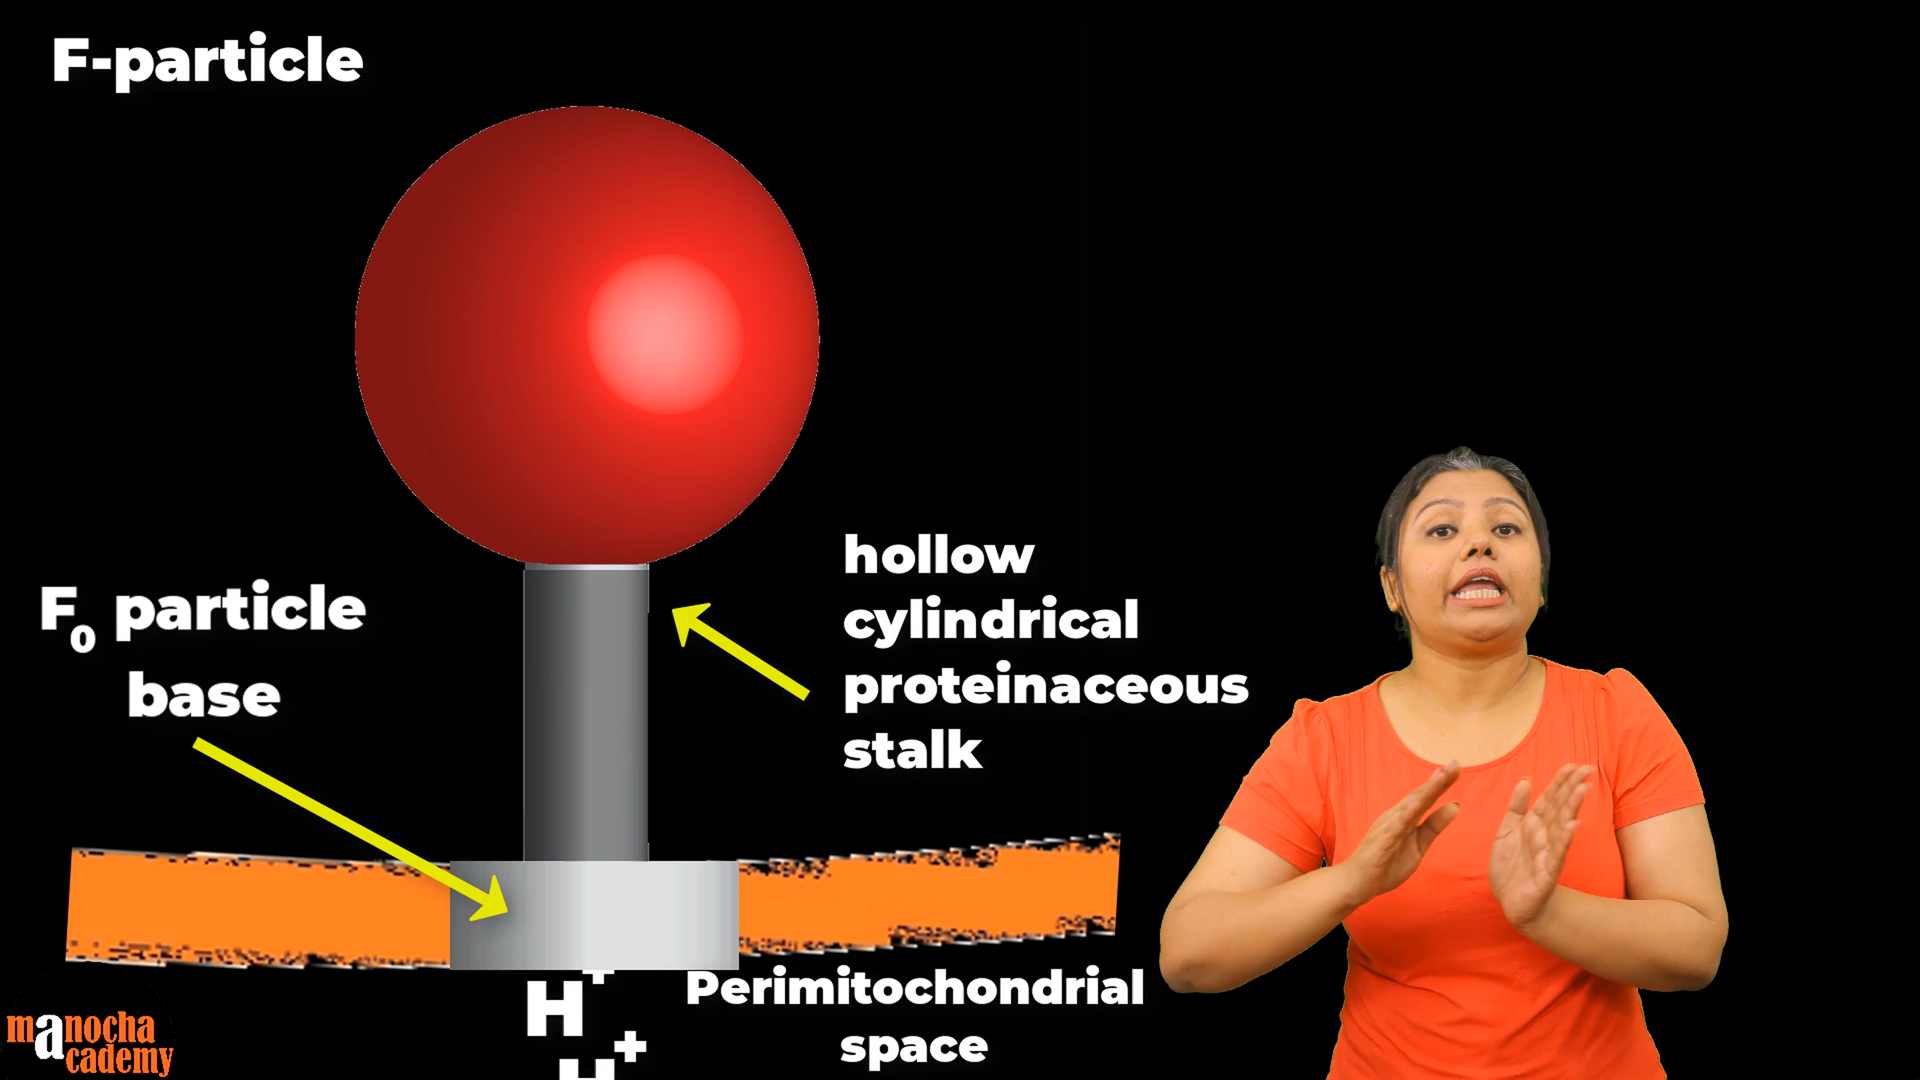 F-particle
F₀ particle
base
hollow
cylindrical
proteinaceous
stalk
H⁺
H⁺
Perimitochondrial
space
manocha
academy